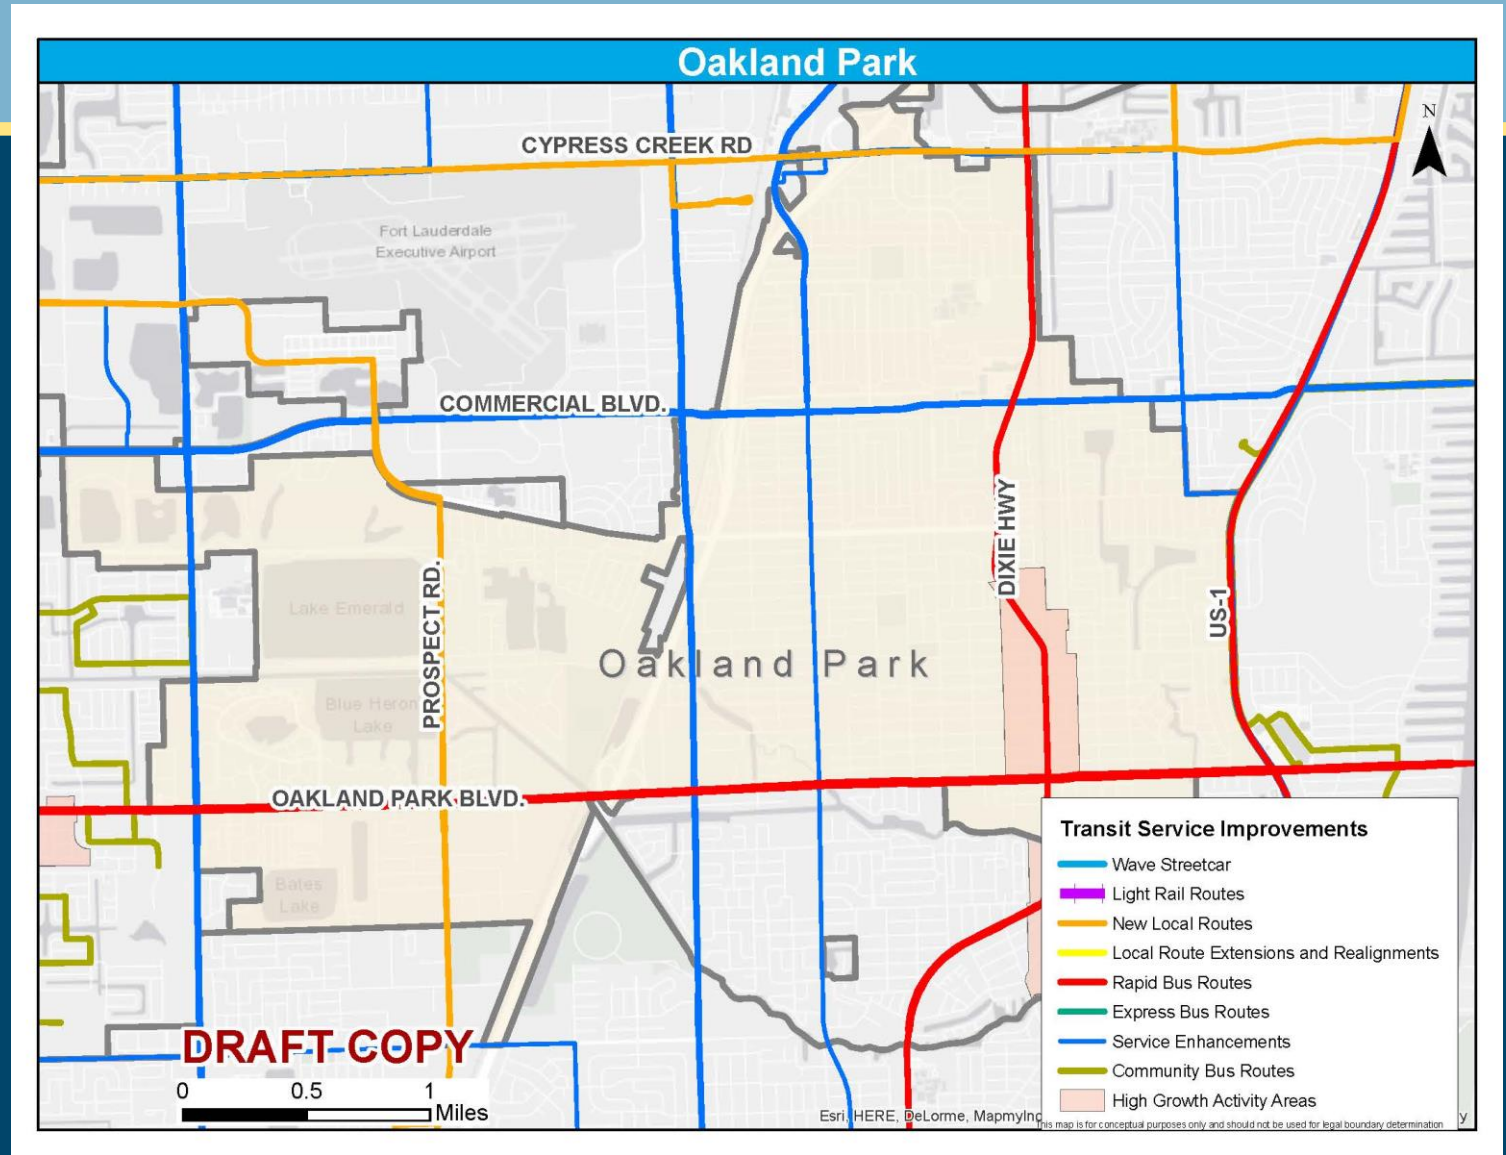 Oakland Park
N
CYPRESS CREEK RD
Fort Lauderdale
Executive Airport
COMMERCIAL BLVD.
DIXIE HWY
PROSPECT RD.
US-1
Lake Emerald
Oakland Park
Blue Heron
Lake
OAKLAND PARK BLVD.
Bates
Lake
Transit Service Improvements
Wave Streetcar
Light Rail Routes
New Local Routes
Local Route Extensions and Realignments
Rapid Bus Routes
Express Bus Routes
Service Enhancements
Community Bus Routes
High Growth Activity Areas
DRAFT COPY
0 0.5 1
Miles
Esri, HERE, DeLorme,
This map is for conceptual purposes only and should not be used for legal boundary determination